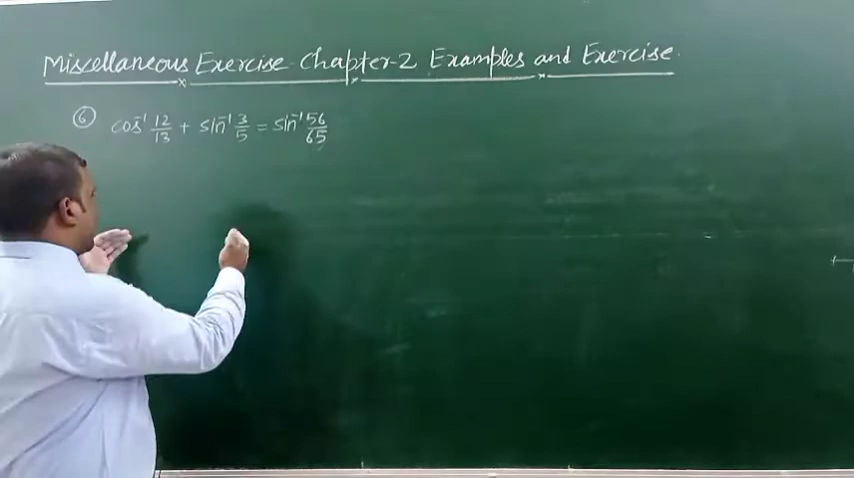 Miscellaneous Exercise Chapter-2 Examples and Exercise.
⑥ cos⁻¹ 12/13 + sin⁻¹ 3/5 = sin⁻¹ 56/65